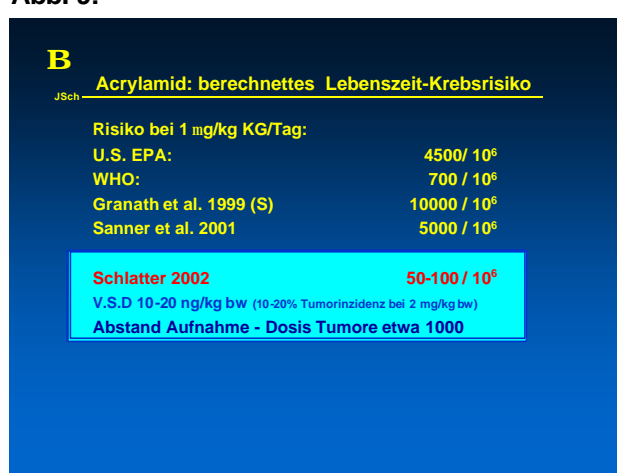 B
JSch
Acrylamid: berechnettes Lebenszeit-Krebsrisiko
Risiko bei 1 mg/kg KG/Tag:
U.S. EPA: 4500/ 10⁶
WHO: 700 / 10⁶
Granath et al. 1999 (S) 10000 / 10⁶
Sanner et al. 2001 5000 / 10⁶
Schlatter 2002 50-100 / 10⁶
V.S.D 10-20 ng/kg bw (10-20% Tumorinzidenz bei 2 mg/kg bw)
Abstand Aufnahme - Dosis Tumore etwa 1000